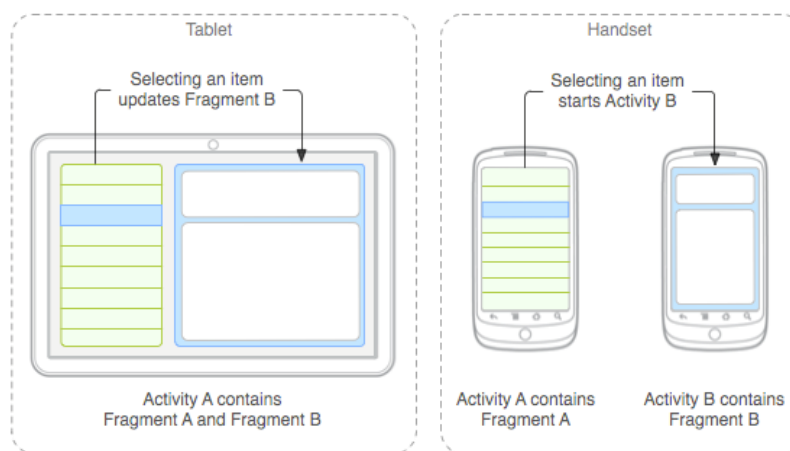 Tablet
Selecting an item
updates Fragment B
Activity A contains
Fragment A and Fragment B
Handset
Selecting an item
starts Activity B
Activity A contains
Fragment A
Activity B contains
Fragment B